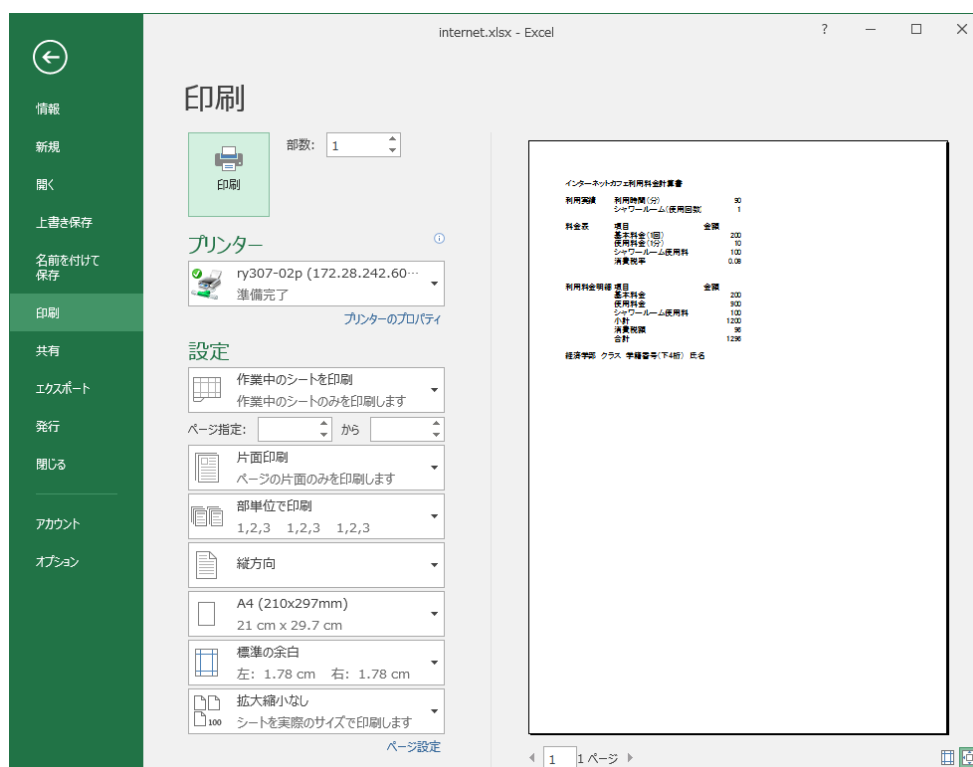 internet.xlsx - Excel
?
情報
新規
開く
上書き保存
名前を付けて
保存
印刷
共有
エクスポート
発行
閉じる
アカウント
オプション
印刷
印刷
部数: 1
プリンター
ry307-02p (172.28.242.60…
準備完了
プリンターのプロパティ
設定
作業中のシートを印刷
作業中のシートのみを印刷します
ページ指定: から
片面印刷
ページの片面のみを印刷します
部単位で印刷
1,2,3 1,2,3 1,2,3
縦方向
A4 (210x297mm)
21 cm x 29.7 cm
標準の余白
左: 1.78 cm 右: 1.78 cm
拡大縮小なし
100 シートを実際のサイズで印刷します
ページ設定
インターネットカフェ利用料金計算書
利用実績 利用時間(分) 90
シャワールーム(使用回数 1
料金表 項目 金額
基本料金(1回) 200
使用料金(1分) 10
シャワールーム使用料 100
消費税率 0.08
利用料金明細 項目 金額
基本料金 200
使用料金 900
シャワールーム使用料 100
小計 1200
消費税額 96
合計 1296
経済学部 クラス 学籍番号(下4桁) 氏名
1 1 ページ